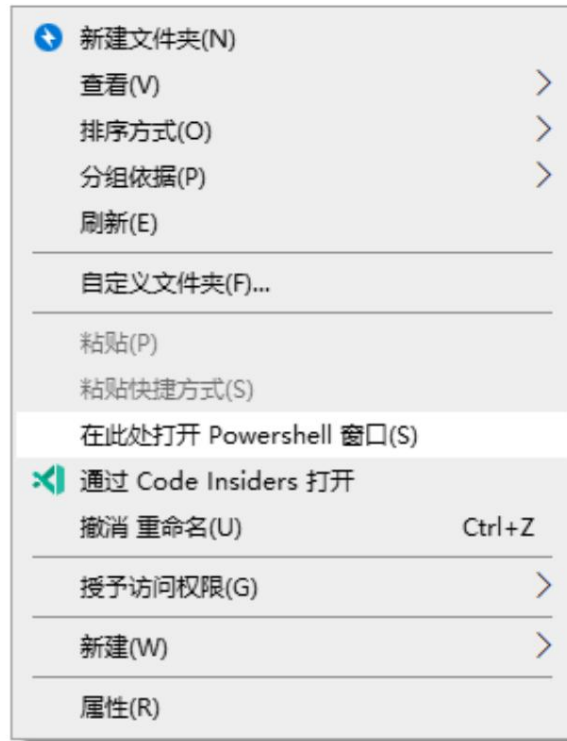 新建文件夹(N)
查看(V)
排序方式(O)
分组依据(P)
刷新(E)
自定义文件夹(F)...
粘贴(P)
粘贴快捷方式(S)
在此处打开 Powershell 窗口(S)
通过 Code Insiders 打开
撤消 重命名(U) Ctrl+Z
授予访问权限(G)
新建(W)
属性(R)